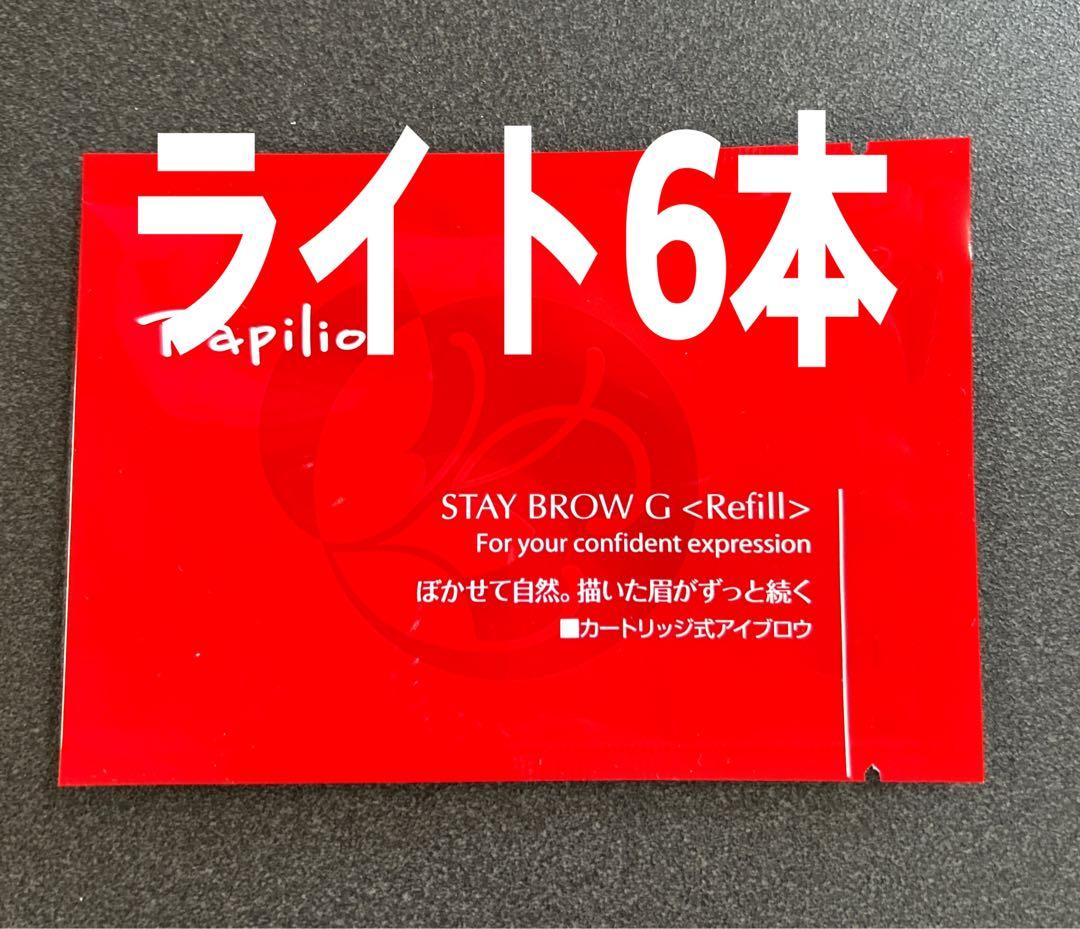 ライト6本
Papilio
STAY BROW G <Refill>
For your confident expression
ぼかせて自然。描いた眉がずっと続く
■カートリッジ式アイブロウ